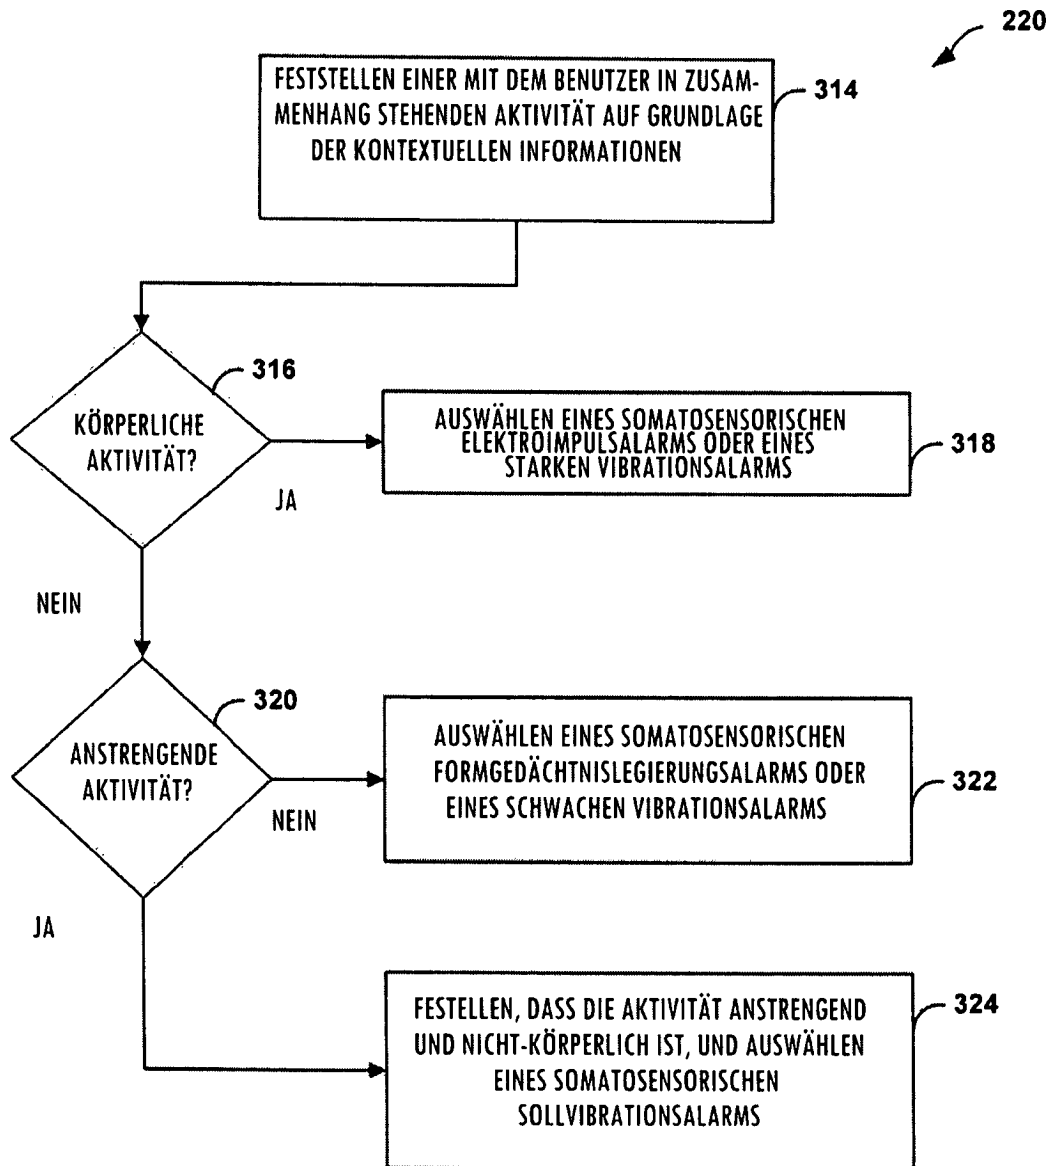 220
FESTSTELLEN EINER MIT DEM BENUTZER IN ZUSAM-
MENHANG STEHENDEN AKTIVITÄT AUF GRUNDLAGE
DER KONTEXTUELLEN INFORMATIONEN
314
316
KÖRPERLICHE
AKTIVITÄT?
JA
AUSWÄHLEN EINES SOMATOSENSORISCHEN
ELEKTROIMPULSALARMS ODER EINES
STARKEN VIBRATIONSALARMS
318
NEIN
320
ANSTRENGENDE
AKTIVITÄT?
NEIN
AUSWÄHLEN EINES SOMATOSENSORISCHEN
FORMGEDÄCHTNISLEGIERUNGSALARMS ODER
EINES SCHWACHEN VIBRATIONSALARMS
322
JA
FESTELLEN, DASS DIE AKTIVITÄT ANSTRENGEND
UND NICHT-KÖRPERLICH IST, UND AUSWÄHLEN
EINES SOMATOSENSORISCHEN
SOLLVIBRATIONSALARMS
324